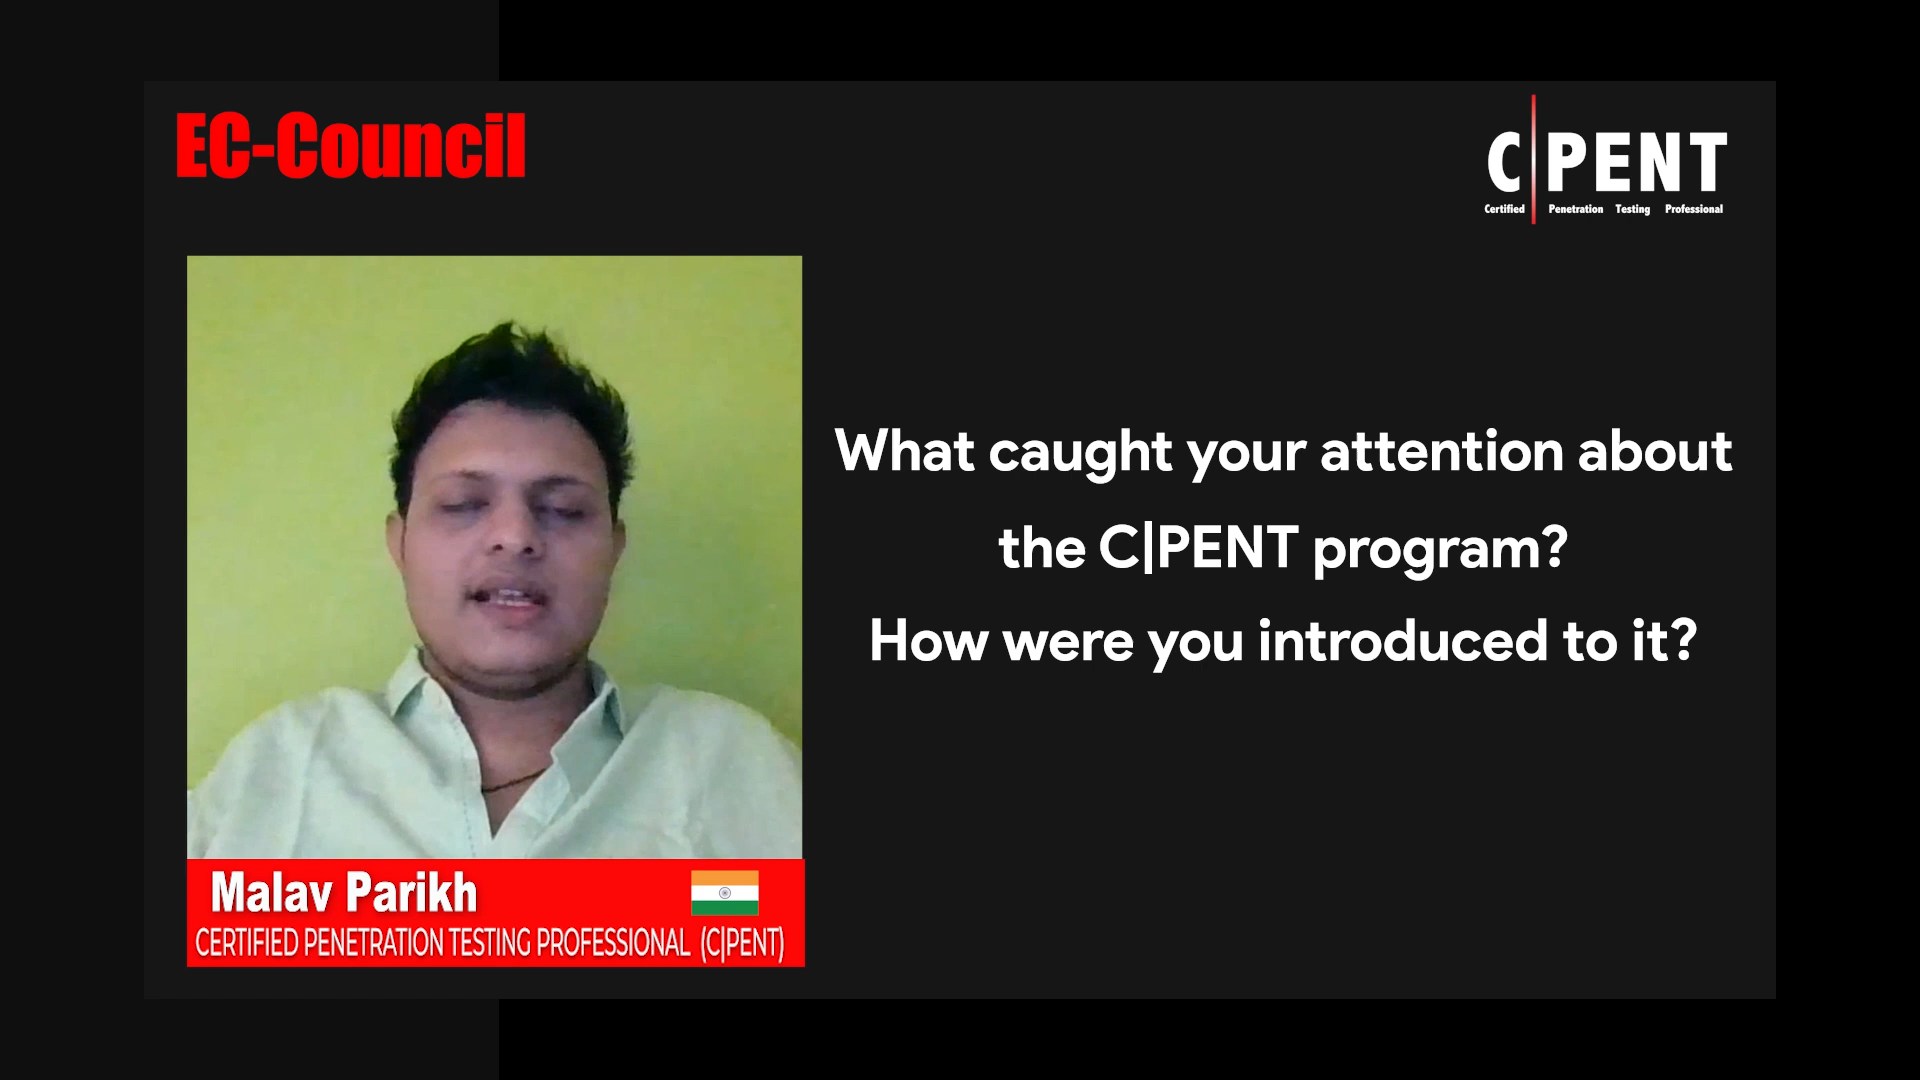 EC-Council
C|PENT
Certified Penetration Testing Professional
What caught your attention about
the C|PENT program?
How were you introduced to it?
Malav Parikh
CERTIFIED PENETRATION TESTING PROFESSIONAL (C|PENT)